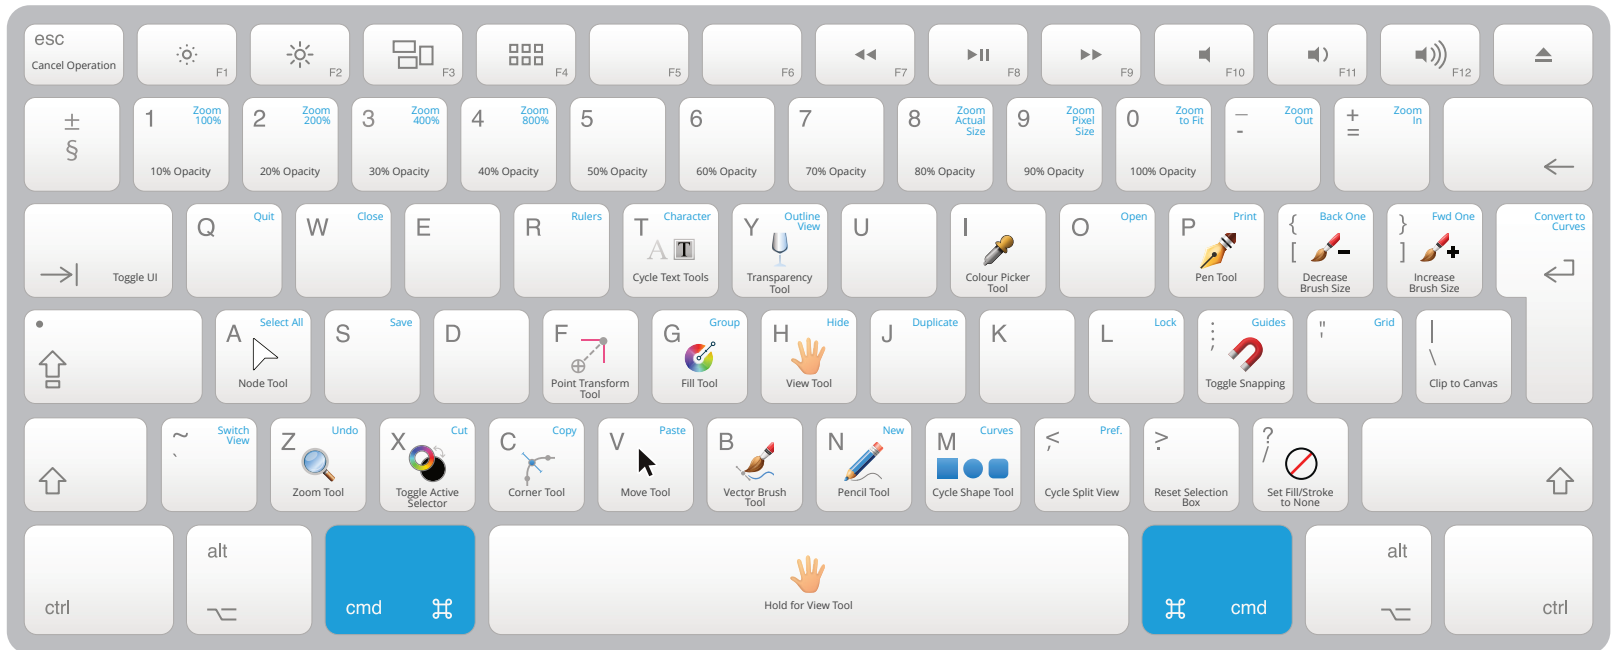 esc
Cancel Operation
F1
F2
F3
F4
F5
F6
F7
F8
F9
F10
F11
F12
±
§
1
Zoom
100%
10% Opacity
2
Zoom
200%
20% Opacity
3
Zoom
400%
30% Opacity
4
Zoom
800%
40% Opacity
5
50% Opacity
6
60% Opacity
7
70% Opacity
8
Zoom
Actual
Size
80% Opacity
9
Zoom
Pixel
Size
90% Opacity
0
Zoom
to Fit
100% Opacity
_
-
Zoom
Out
+
=
Zoom
In
Toggle UI
Q
Quit
W
Close
E
R
Rulers
T
Character
A T
Cycle Text Tools
Y
Outline
View
Transparency
Tool
U
I
Colour Picker
Tool
O
Open
P
Print
Pen Tool
{
[
Back One
Decrease
Brush Size
}
]
Fwd One
Increase
Brush Size
Convert to
Curves
A
Select All
Node Tool
S
Save
D
F
Point Transform
Tool
G
Group
Fill Tool
H
Hide
View Tool
J
Duplicate
K
L
Lock
:
;
Guides
Toggle Snapping
"
'
Grid
|
\
Clip to Canvas
~
`
Switch
View
Z
Undo
Zoom Tool
X
Cut
Toggle Active
Selector
C
Copy
Corner Tool
V
Paste
Move Tool
B
Vector Brush
Tool
N
New
Pencil Tool
M
Curves
Cycle Shape Tool
<
,
Pref.
Cycle Split View
>
.
Reset Selection
Box
?
/
Set Fill/Stroke
to None
ctrl
alt
⌥
cmd ⌘
Hold for View Tool
⌘ cmd
alt
⌥
ctrl